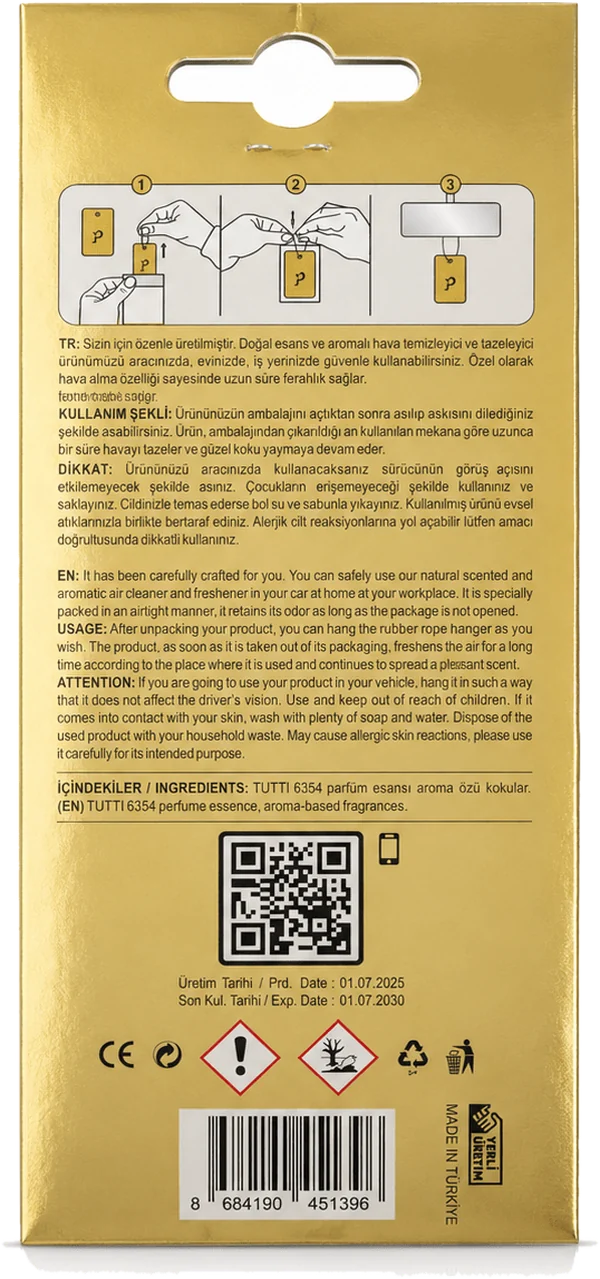 1
2
3
P
P
P
P
TR: Sizin için özenle üretilmiştir. Doğal esans ve aromalı hava temizleyici ve tazeleyici
ürünümüzü aracınızda, evinizde, iş yerinizde güvenle kullanabilirsiniz. Özel olarak
hava alma özelliği sayesinde uzun süre ferahlık sağlar.
KULLANIM ŞEKLİ: Ürününüzün ambalajını açtıktan sonra asılıp askısını dilediğiniz
şekilde asabilirsiniz. Ürün, ambalajından çıkarıldığı an kullanılan mekana göre uzunca
bir süre havayı tazeler ve güzel koku yaymaya devam eder.
DİKKAT: Ürününüzü aracınızda kullanacaksanız sürücünün görüş açısını
etkilemeyecek şekilde asınız. Çocukların erişemeyeceği şekilde kullanınız ve
saklayınız. Cildinizle temas ederse bol su ve sabunla yıkayınız. Kullanılmış ürünü evsel
atıklarınızla birlikte bertaraf ediniz. Alerjik cilt reaksiyonlarına yol açabilir lütfen amacı
doğrultusunda dikkatli kullanınız.
EN: It has been carefully crafted for you. You can safely use our natural scented and
aromatic air cleaner and freshener in your car at home at your workplace. It is specially
packed in an airtight manner, it retains its odor as long as the package is not opened.
USAGE: After unpacking your product, you can hang the rubber rope hanger as you
wish. The product, as soon as it is taken out of its packaging, freshens the air for a long
time according to the place where it is used and continues to spread a pleasant scent.
ATTENTION: If you are going to use your product in your vehicle, hang it in such a way
that it does not affect the driver's vision. Use and keep out of reach of children. If it
comes into contact with your skin, wash with plenty of soap and water. Dispose of the
used product with your household waste. May cause allergic skin reactions, please use
it carefully for its intended purpose.
İÇİNDEKİLER / INGREDIENTS: TUTTI 6354 parfüm esansı aroma özü kokular.
(EN) TUTTI 6354 perfume essence, aroma-based fragrances.
Üretim Tarihi / Prd. Date : 01.07.2025
Son Kul. Tarihi / Exp. Date : 01.07.2030
CE
8 684190 451396
MADE IN TÜRKİYE
YERLİ
ÜRETİM